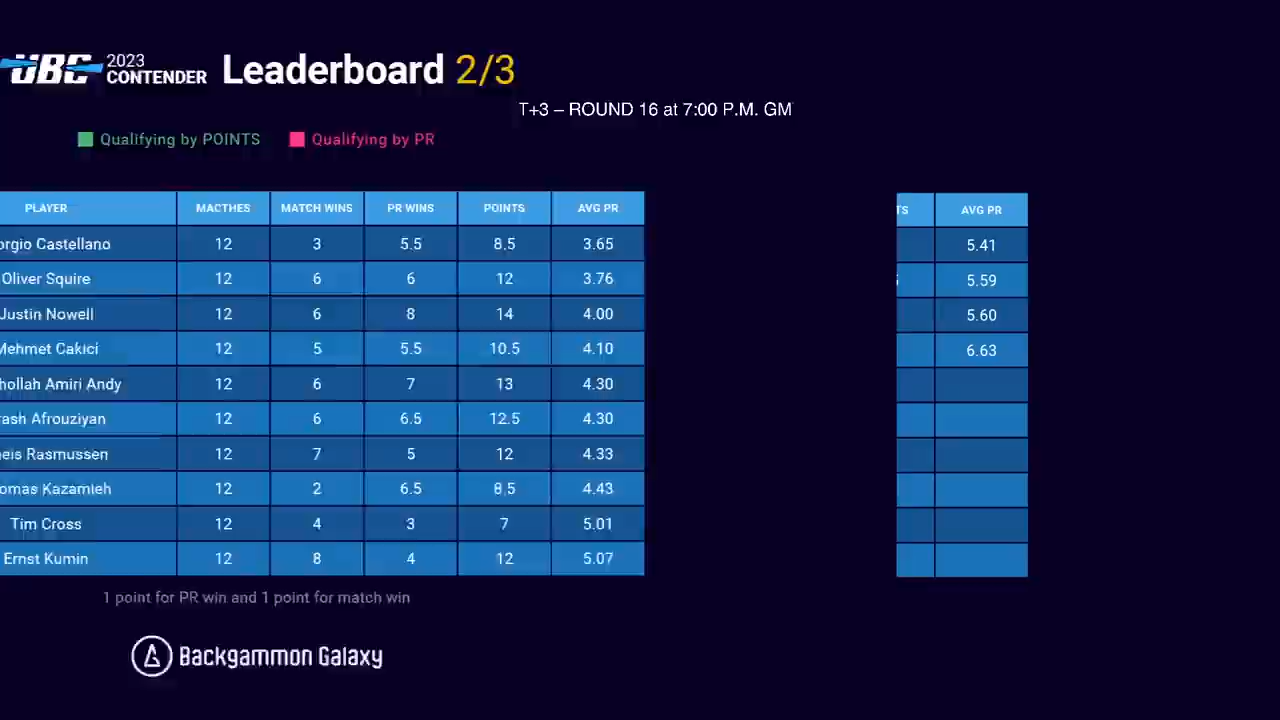 UBC 2023 CONTENDER Leaderboard 2/3
T+3 – ROUND 16 at 7:00 P.M. GM
Qualifying by POINTS Qualifying by PR
PLAYER MACTHES MATCH WINS PR WINS POINTS AVG PR
orgio Castellano 12 3 5.5 8.5 3.65
Oliver Squire 12 6 6 12 3.76
Justin Nowell 12 6 8 14 4.00
Mehmet Cakici 12 5 5.5 10.5 4.10
hollah Amiri Andy 12 6 7 13 4.30
rash Afrouziyan 12 6 6.5 12.5 4.30
neis Rasmussen 12 7 5 12 4.33
omas Kazamieh 12 2 6.5 8.5 4.43
Tim Cross 12 4 3 7 5.01
Ernst Kumin 12 8 4 12 5.07
TS AVG PR
5.41
5.59
5.60
6.63
1 point for PR win and 1 point for match win
Backgammon Galaxy